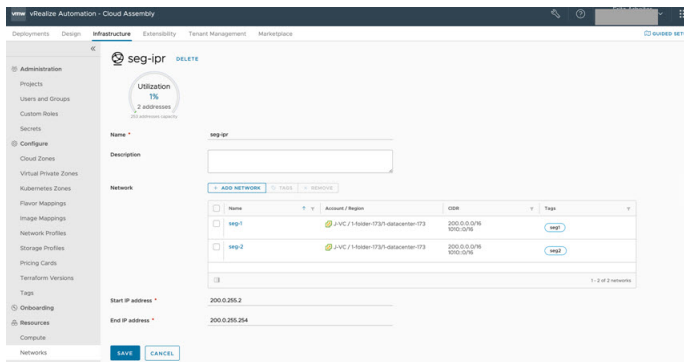 vmw vRealize Automation - Cloud Assembly
Deployments Design Infrastructure Extensibility Tenant Management Marketplace GUIDED SET
«
Administration
Projects
Users and Groups
Custom Roles
Secrets
Configure
Cloud Zones
Virtual Private Zones
Kubernetes Zones
Flavor Mappings
Image Mappings
Network Profiles
Storage Profiles
Pricing Cards
Terraform Versions
Tags
Onboarding
Resources
Compute
Networks
seg-ipr DELETE
Utilization
1%
2 addresses
253 addresses capacity
Name * seg-ipr
Description
Network + ADD NETWORK TAGS × REMOVE
Name Account / Region CIDR Tags
seg-1 J-VC / 1-folder-173/1-datacenter-173 200.0.0.0/16 seg1
1010::0/16
seg-2 J-VC / 1-folder-173/1-datacenter-173 200.0.0.0/16 seg2
1010::0/16
1 - 2 of 2 networks
Start IP address * 200.0.255.2
End IP address * 200.0.255.254
SAVE CANCEL